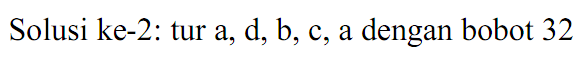 Solusi ke-2: tur a, d, b, c, a dengan bobot 32